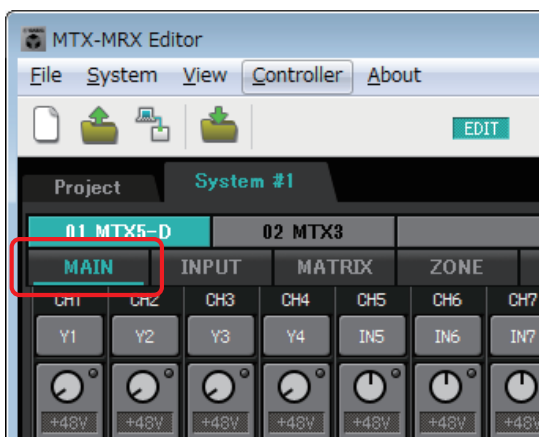 MTX-MRX Editor
File System View Controller About
EDIT
Project System #1
01 MTX5-D 02 MTX3
MAIN INPUT MATRIX ZONE
CH1 CH2 CH3 CH4 CH5 CH6 CH7
Y1 Y2 Y3 Y4 IN5 IN6 IN7
+48V +48V +48V +48V +48V +48V +48V